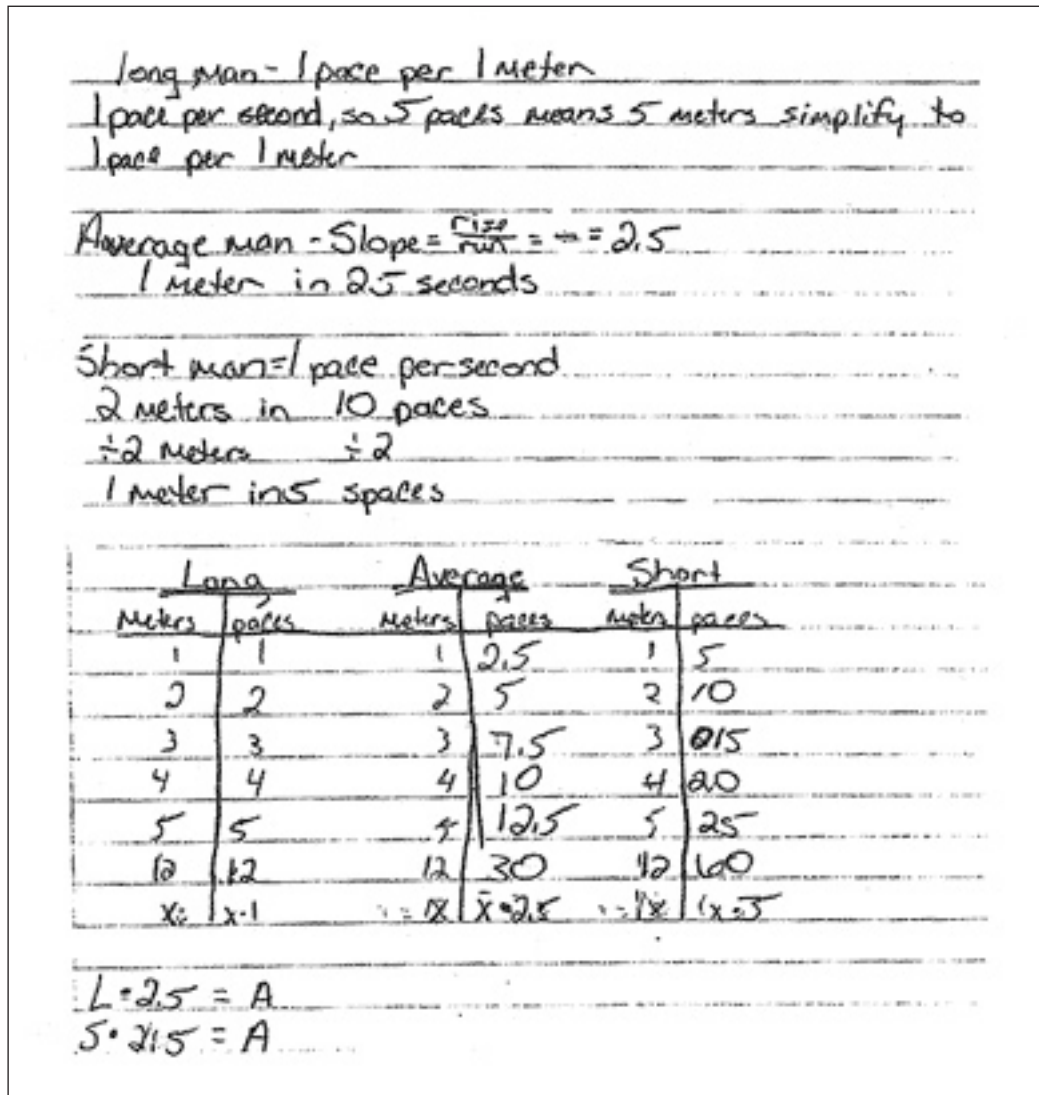 long man - 1 pace per 1 meter
1 pace per second, so 5 paces means 5 meters simplify to
1 pace per 1 meter
Average man - Slope = rise/run = = 2.5
1 meter in 2.5 seconds
Short man = 1 pace per second
2 meters in 10 paces
÷2 meters ÷2
1 meter in 5 spaces
Long Average Short
Meters paces Meters paces Meters paces
1 1 1 2.5 1 5
2 2 2 5 2 10
3 3 3 7.5 3 15
4 4 4 10 4 20
5 5 5 12.5 5 25
12 12 12 30 12 60
x x·1 x x·2.5 x x·5
L·2.5 = A
S· = A